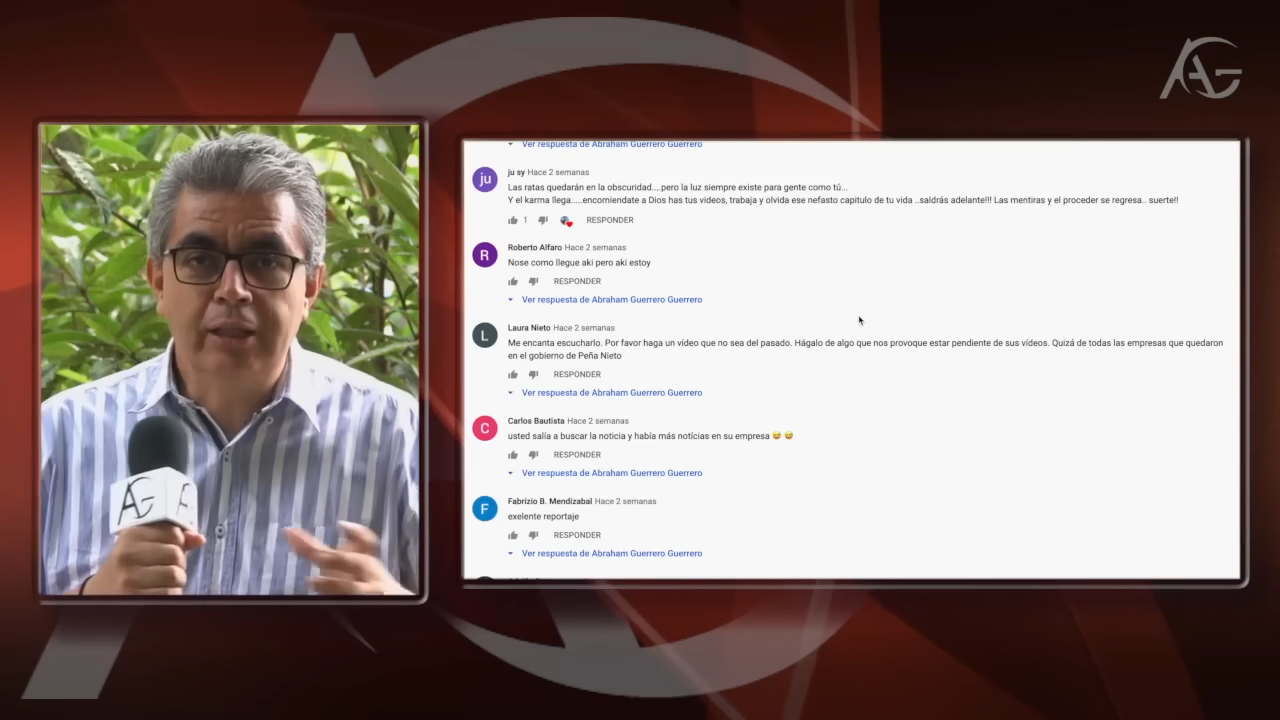 AG
Ver respuesta de Abraham Guerrero Guerrero
ju
ju sy Hace 2 semanas
Las ratas quedarán en la obscuridad....pero la luz siempre existe para gente como tú...
Y el karma llega.....encomiendate a Dios has tus videos, trabaja y olvida ese nefasto capitulo de tu vida ..saldrás adelante!!! Las mentiras y el proceder se regresa.. suerte!!
1 RESPONDER
R
Roberto Alfaro Hace 2 semanas
Nose como llegue aki pero aki estoy
RESPONDER
Ver respuesta de Abraham Guerrero Guerrero
L
Laura Nieto Hace 2 semanas
Me encanta escucharlo. Por favor haga un vídeo que no sea del pasado. Hágalo de algo que nos provoque estar pendiente de sus vídeos. Quizá de todas las empresas que quedaron
en el gobierno de Peña Nieto
RESPONDER
Ver respuesta de Abraham Guerrero Guerrero
C
Carlos Bautista Hace 2 semanas
usted salía a buscar la noticia y había más notícias en su empresa 😅 😅
RESPONDER
Ver respuesta de Abraham Guerrero Guerrero
F
Fabrizio B. Mendizabal Hace 2 semanas
exelente reportaje
RESPONDER
Ver respuesta de Abraham Guerrero Guerrero
AG